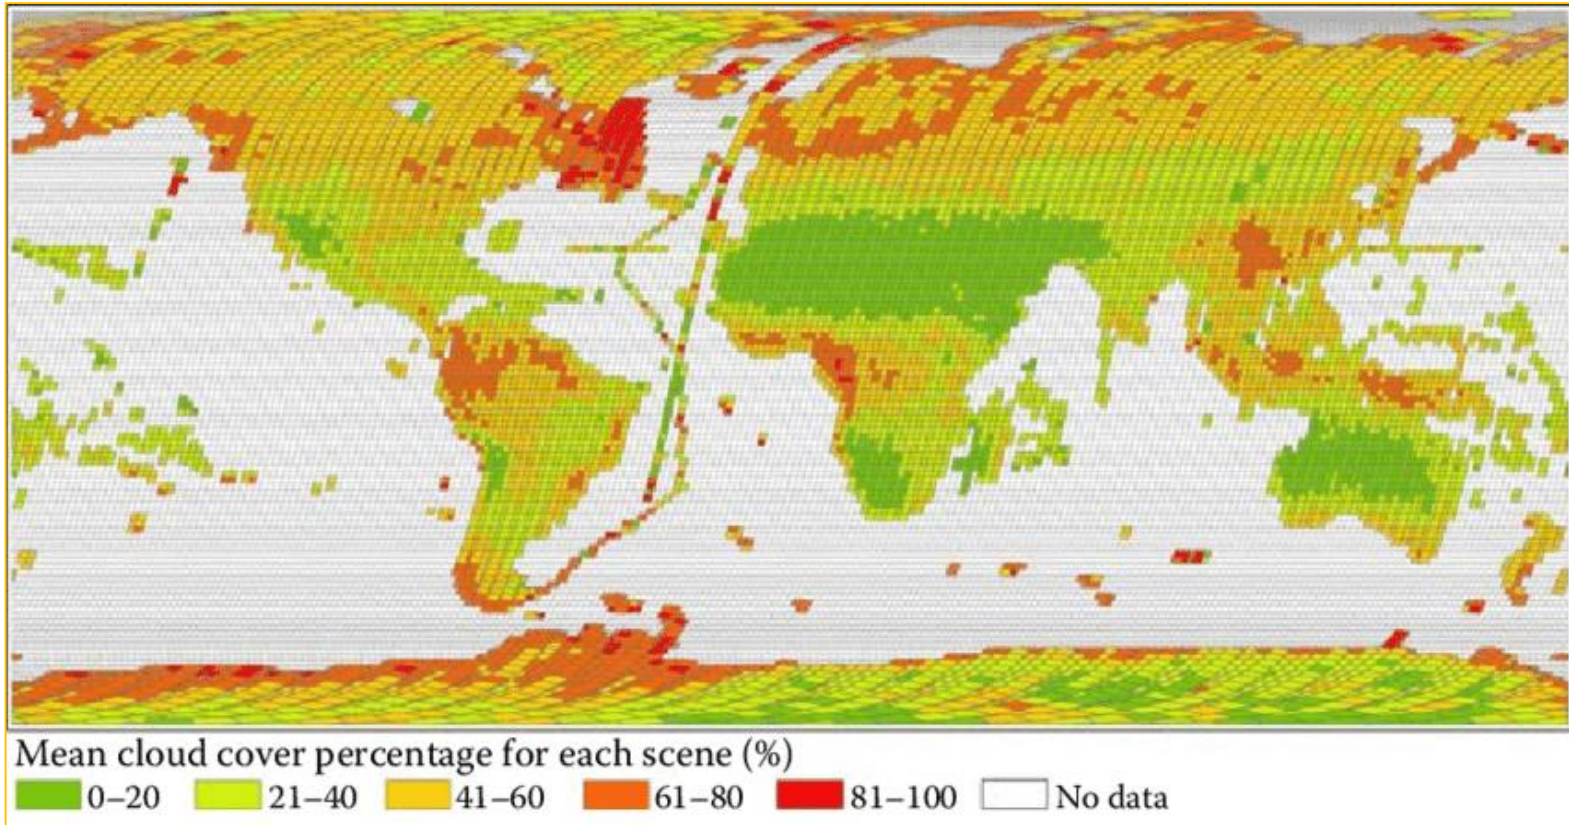 Mean cloud cover percentage for each scene (%)
0–20 21–40 41–60 61–80 81–100 No data